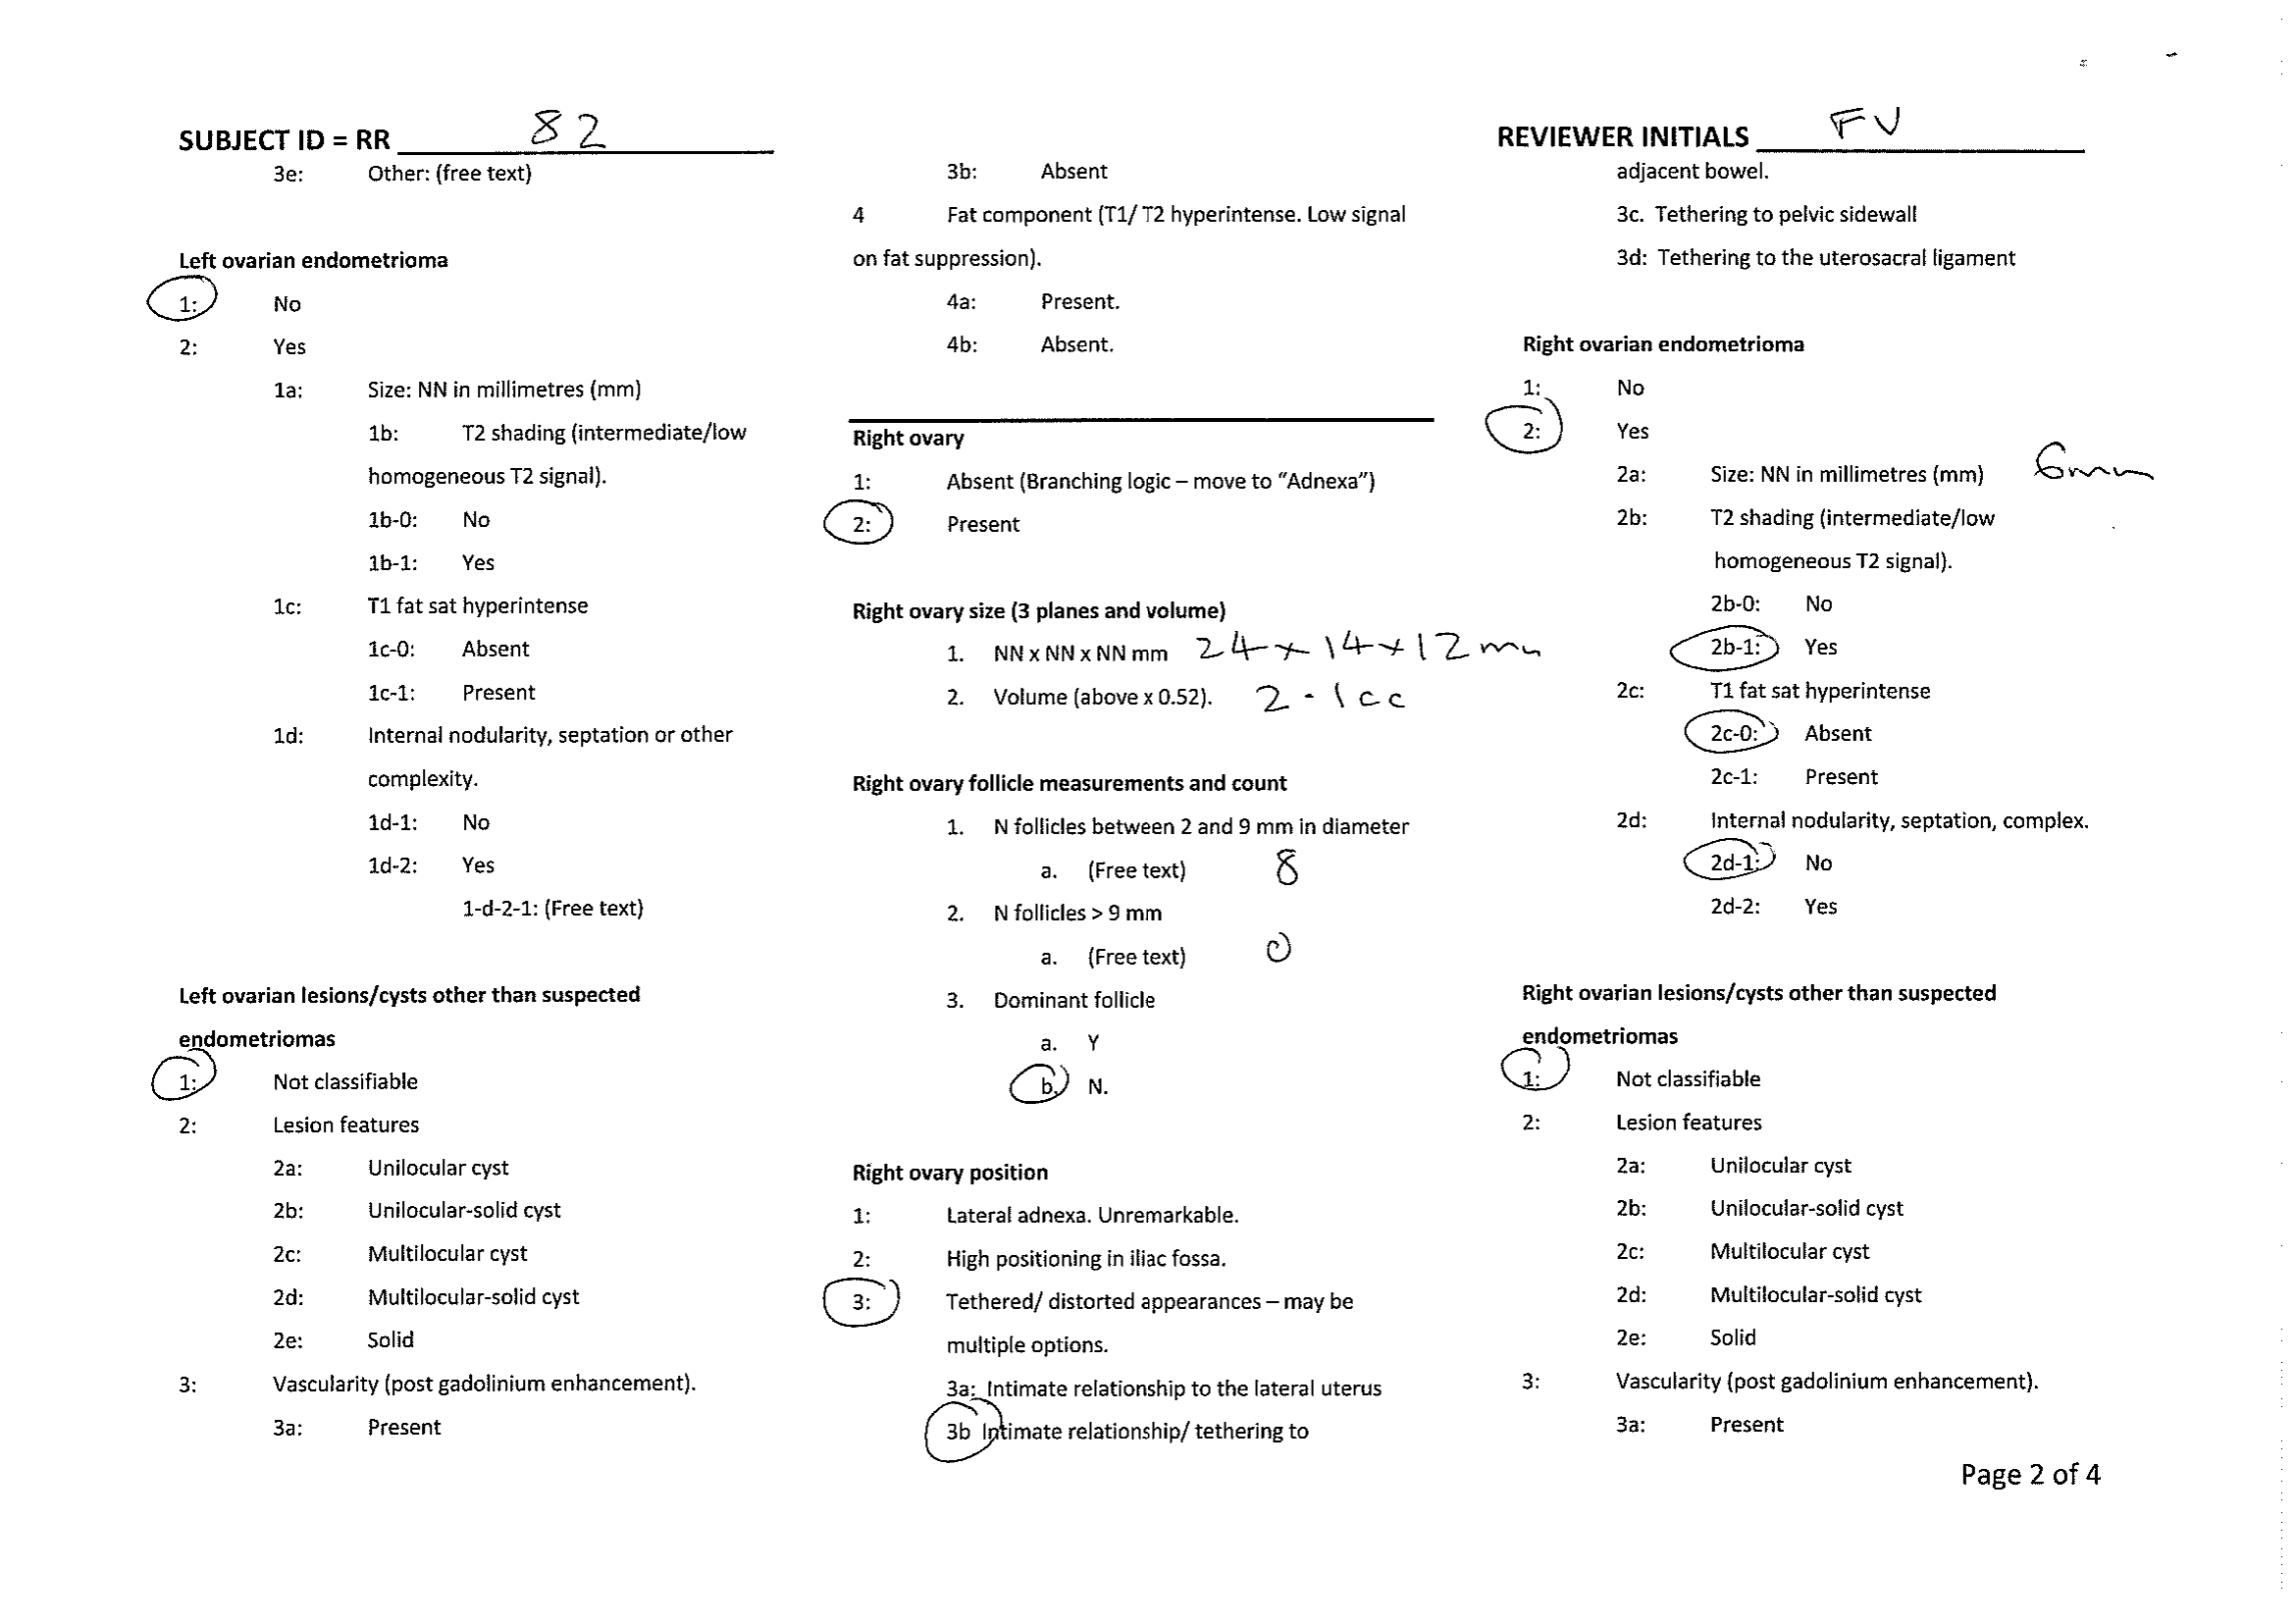 SUBJECT ID = RR 82
3e: Other: (free text)
Left ovarian endometrioma
1: No
2: Yes
1a: Size: NN in millimetres (mm)
1b: T2 shading (intermediate/low
homogeneous T2 signal).
1b-0: No
1b-1: Yes
1c: T1 fat sat hyperintense
1c-0: Absent
1c-1: Present
1d: Internal nodularity, septation or other
complexity.
1d-1: No
1d-2: Yes
1-d-2-1: (Free text)
Left ovarian lesions/cysts other than suspected
endometriomas
1: Not classifiable
2: Lesion features
2a: Unilocular cyst
2b: Unilocular-solid cyst
2c: Multilocular cyst
2d: Multilocular-solid cyst
2e: Solid
3: Vascularity (post gadolinium enhancement).
3a: Present
3b: Absent
4 Fat component (T1/ T2 hyperintense. Low signal
on fat suppression).
4a: Present.
4b: Absent.
Right ovary
1: Absent (Branching logic – move to “Adnexa”)
2: Present
Right ovary size (3 planes and volume)
1. NN x NN x NN mm 24 x 14 x 12 mm
2. Volume (above x 0.52). 2.1cc
Right ovary follicle measurements and count
1. N follicles between 2 and 9 mm in diameter
a. (Free text) 8
2. N follicles > 9 mm
a. (Free text) 0
3. Dominant follicle
a. Y
b. N.
Right ovary position
1: Lateral adnexa. Unremarkable.
2: High positioning in iliac fossa.
3: Tethered/ distorted appearances – may be
multiple options.
3a: Intimate relationship to the lateral uterus
3b Intimate relationship/ tethering to
REVIEWER INITIALS FV
adjacent bowel.
3c. Tethering to pelvic sidewall
3d: Tethering to the uterosacral ligament
Right ovarian endometrioma
1: No
2: Yes
2a: Size: NN in millimetres (mm) 6mm
2b: T2 shading (intermediate/low
homogeneous T2 signal).
2b-0: No
2b-1: Yes
2c: T1 fat sat hyperintense
2c-0: Absent
2c-1: Present
2d: Internal nodularity, septation, complex.
2d-1: No
2d-2: Yes
Right ovarian lesions/cysts other than suspected
endometriomas
1: Not classifiable
2: Lesion features
2a: Unilocular cyst
2b: Unilocular-solid cyst
2c: Multilocular cyst
2d: Multilocular-solid cyst
2e: Solid
3: Vascularity (post gadolinium enhancement).
3a: Present
Page 2 of 4